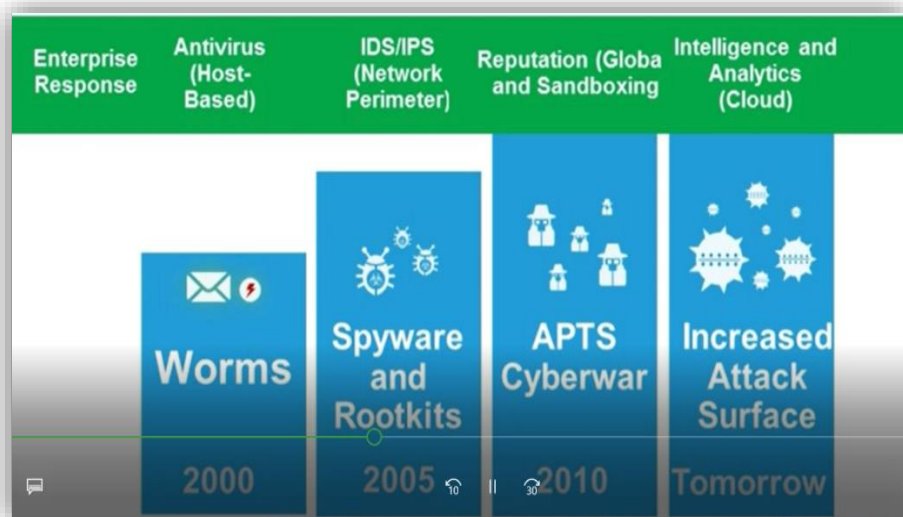 Enterprise
Response
Antivirus
(Host-
Based)
IDS/IPS
(Network
Perimeter)
Reputation (Globa
and Sandboxing
Intelligence and
Analytics
(Cloud)
Worms
2000
Spyware
and
Rootkits
2005
APTS
Cyberwar
2010
Increased
Attack
Surface
Tomorrow
10
30